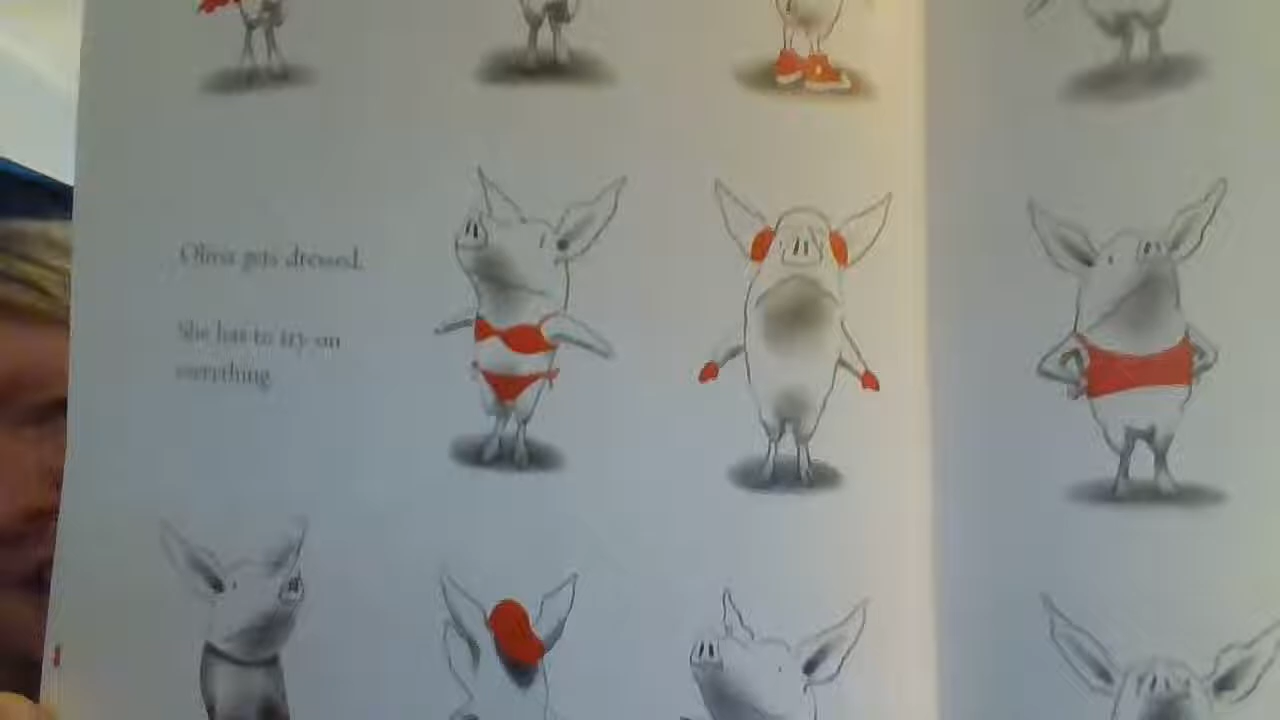 Olivia gets dressed.
She has to try on
everything.